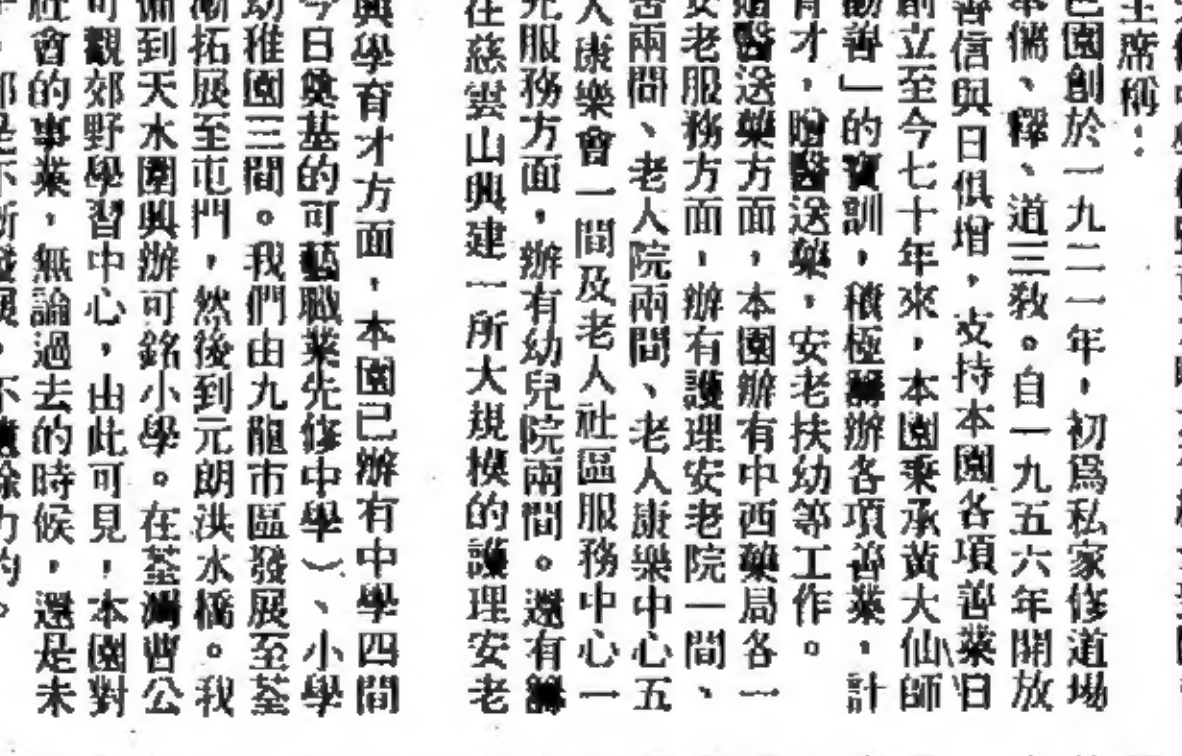 主席稱：
色園創於一九二一年，初爲私家修道場
奉儒、釋、道三敎。自一九五六年開放
善信與日俱增，支持本園各項善業。自
創立至今七十年來，本園秉承黃大仙師
勸善」的寶訓，積極籌辦各項善業，計
育才，贈醫送藥，安老扶幼等工作。
贈醫送藥方面，本園辦有中西藥局各一
安老服務方面，辦有護理安老院一間、
舍兩間、老人院兩間、老人康樂中心五
人康樂會一間及老人社區服務中心一
兒服務方面，辦有幼兒院兩間。還有
在慈雲山興建一所大規模的護理安老
興學育才方面，本園已辦有中學四間
今日奠基的可藝職業先修中學）、小學
幼稚園三間。我們由九龍市區發展至荃
漸拓展至屯門，然後到元朗洪水橋。我
備到天水圍興辦可銘小學。在荃灣曹公
可觀郊野學習中心，由此可見，本園對
社會的事業，無論過去的時候，還是未
都是不 力的。